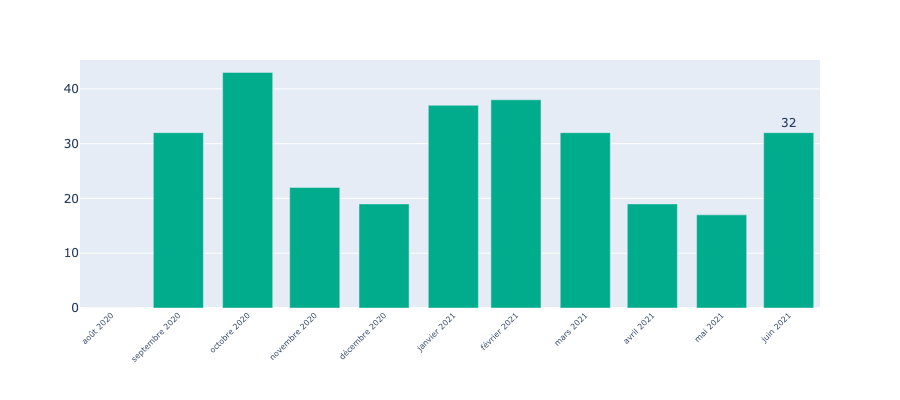 40
30
20
10
0
32
août 2020
septembre 2020
octobre 2020
novembre 2020
décembre 2020
janvier 2021
février 2021
mars 2021
avril 2021
mai 2021
juin 2021